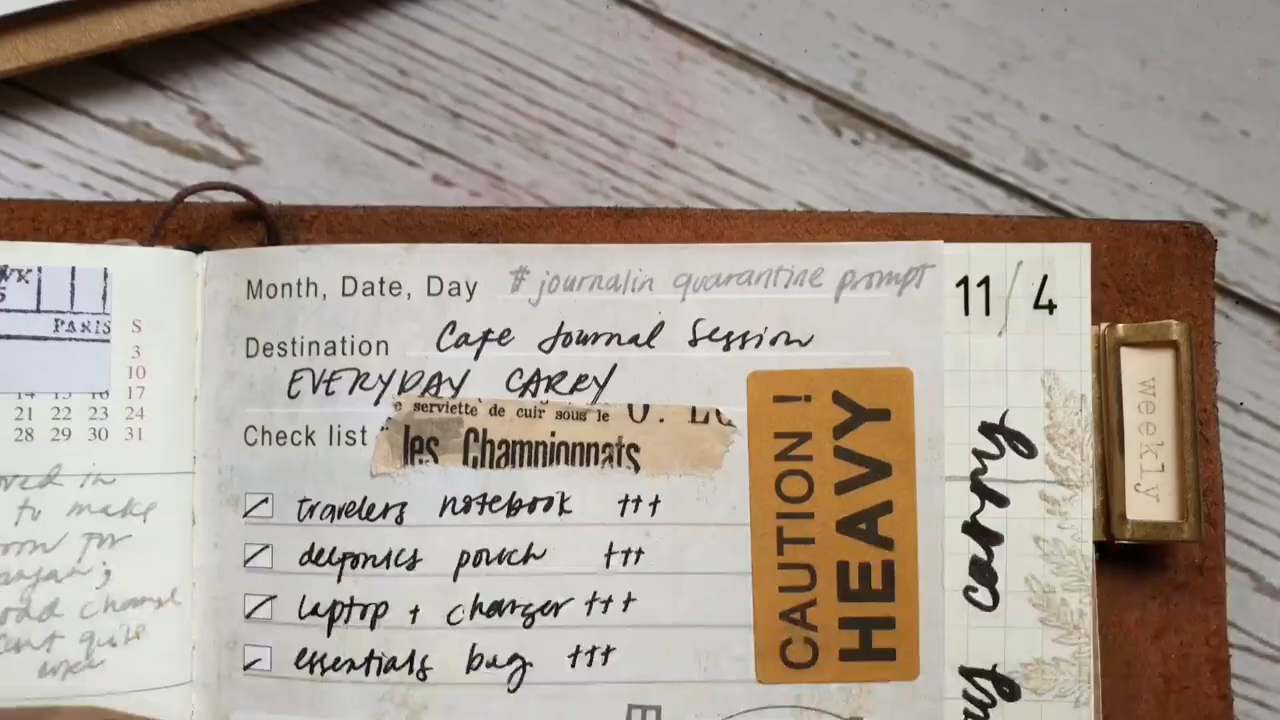 PARIS
S
3
10
17
21 22 23 24
28 29 30 31
to make
Month, Date, Day #journalin quarantine prompt
11/4
Destination Cafe Journal Session
EVERYDAY CARRY
e serviette de cuir sous le
Check list
les Championnats
travelers notebook +++
delfonics pouch +++
laptop + charger +++
essentials bag +++
CAUTION !
HEAVY
carry
weekly